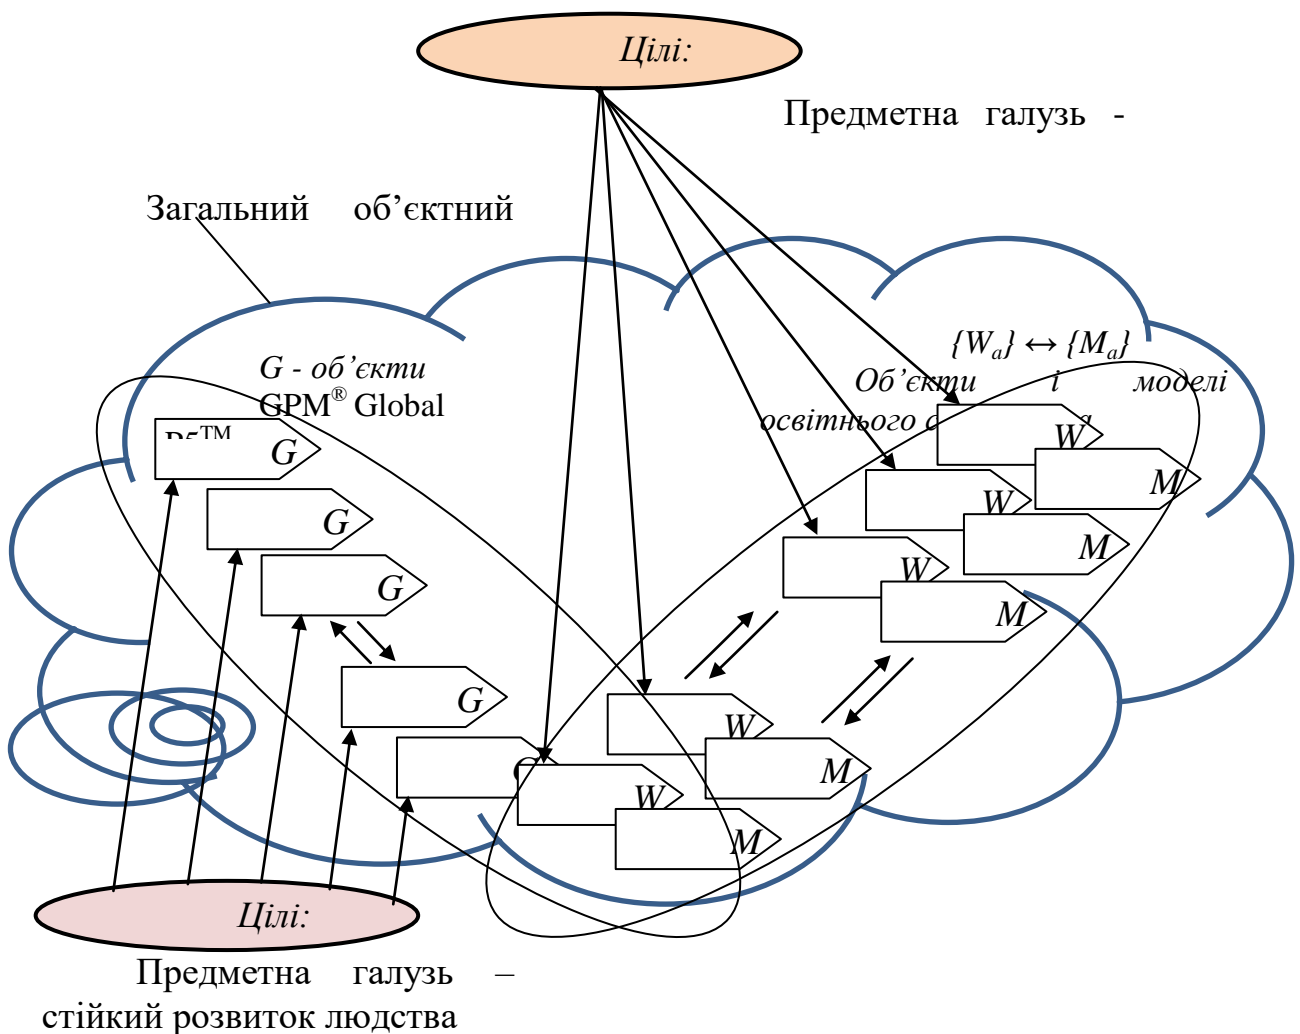 Цілі:
Предметна галузь -
Загальний об’єктний
{Wₐ} ↔ {Mₐ}
G - об’єкти
GPM® Global
Об’єкти і моделі
освітнього
G
W
M
G
W
M
G
W
M
G
W
M
W
M
Цілі:
Предметна галузь –
стійкий розвиток людства